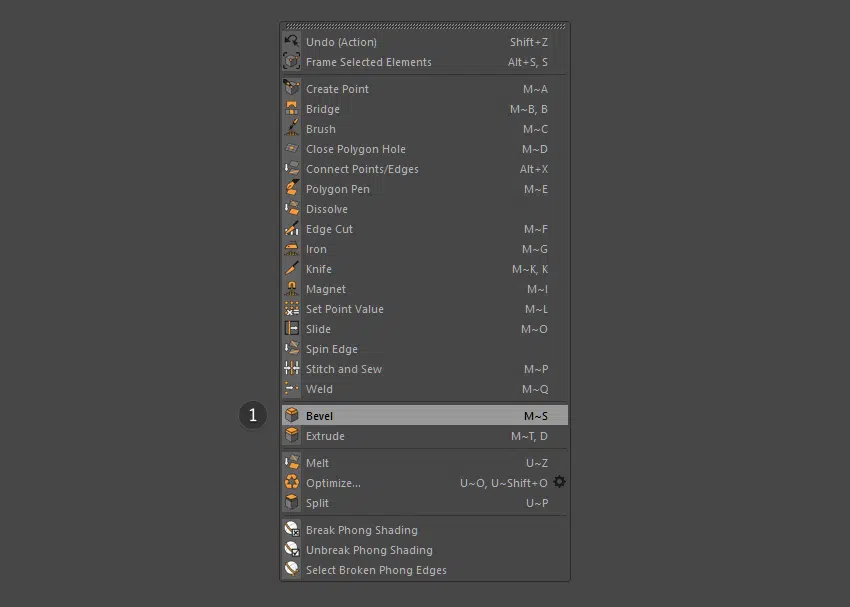 Undo (Action) Shift+Z
Frame Selected Elements Alt+S, S
Create Point M~A
Bridge M~B, B
Brush M~C
Close Polygon Hole M~D
Connect Points/Edges Alt+X
Polygon Pen M~E
Dissolve
Edge Cut M~F
Iron M~G
Knife M~K, K
Magnet M~I
Set Point Value M~L
Slide M~O
Spin Edge
Stitch and Sew M~P
Weld M~Q
1 Bevel M~S
Extrude M~T, D
Melt U~Z
Optimize... U~O, U~Shift+O
Split U~P
Break Phong Shading
Unbreak Phong Shading
Select Broken Phong Edges